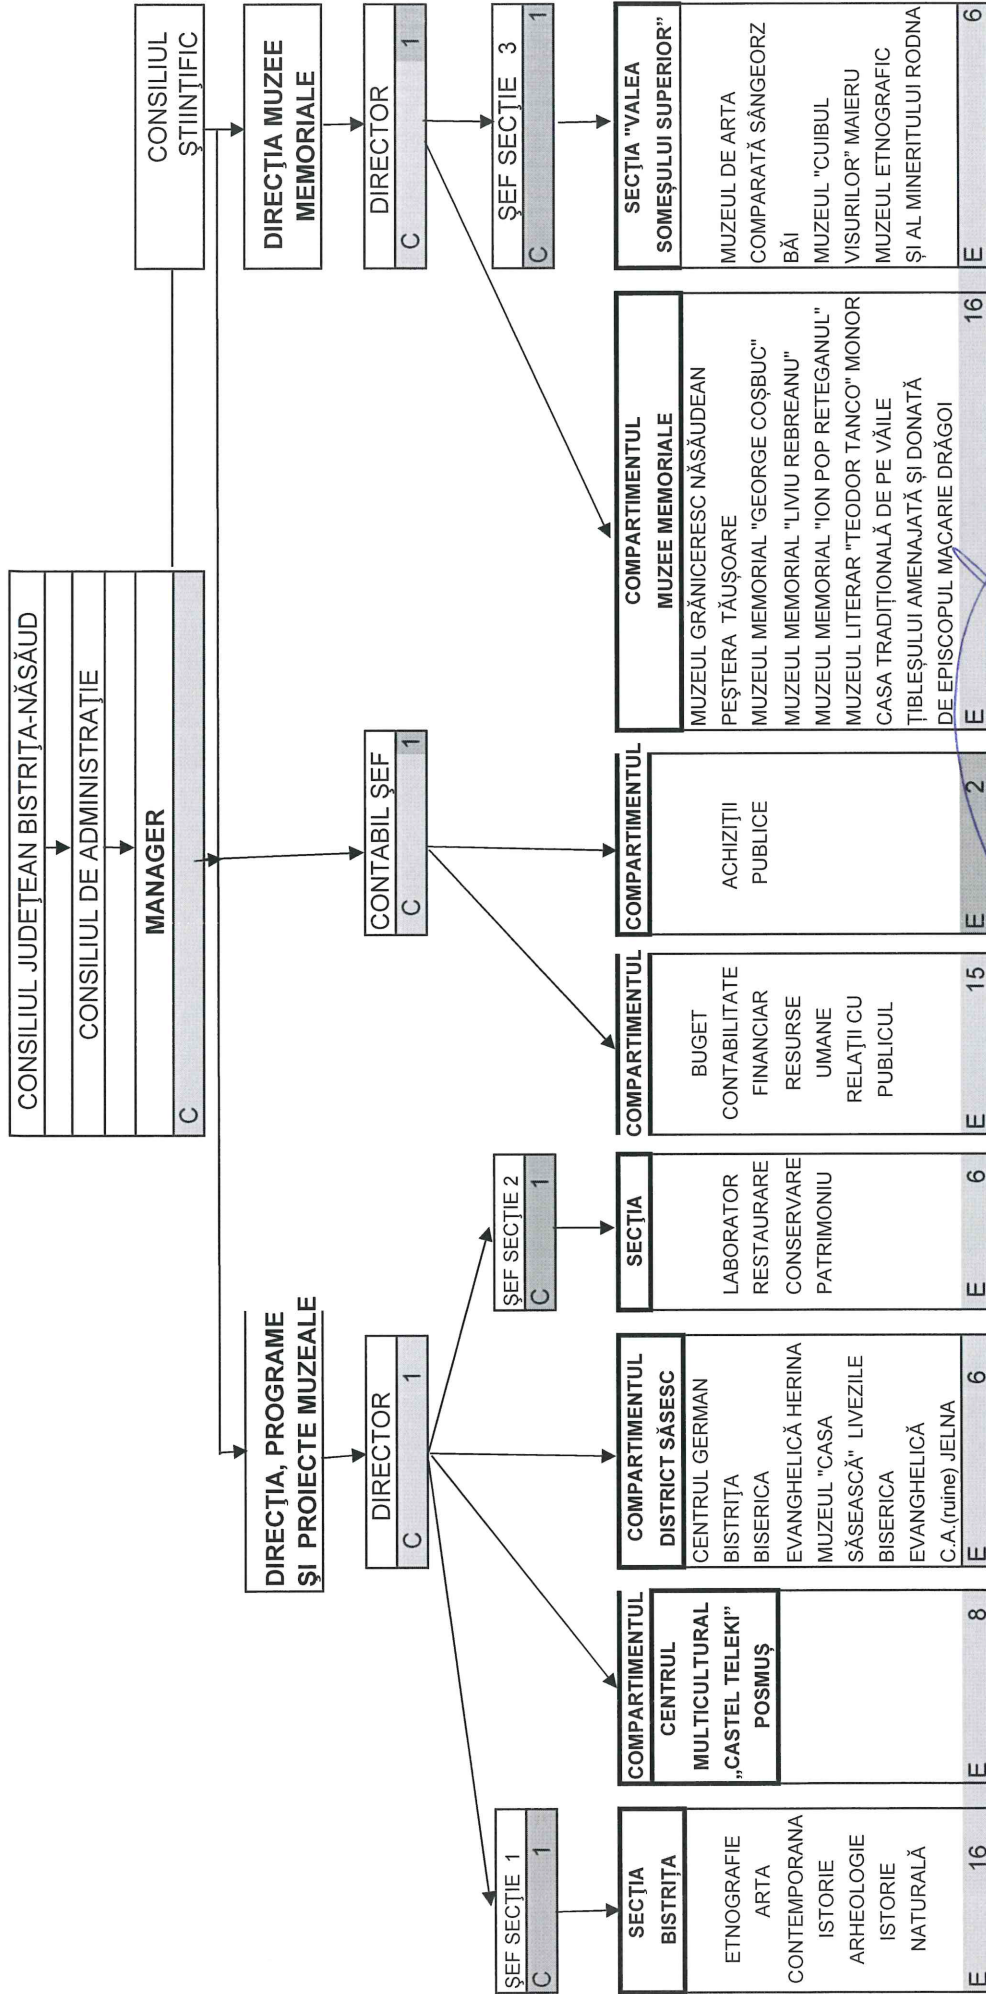 CONSILIUL JUDEȚEAN BISTRIȚA-NĂSĂUD
CONSILIUL DE ADMINISTRAȚIE
MANAGER
C
CONSILIUL
ȘTIINȚIFIC
DIRECȚIA, PROGRAME
ȘI PROIECTE MUZEALE
DIRECTOR
C 1
CONTABIL ȘEF
C 1
DIRECȚIA MUZEE
MEMORIALE
DIRECTOR
C 1
ȘEF SECȚIE 1
C 1
ȘEF SECȚIE 2
C 1
ȘEF SECȚIE 3
C 1
SECȚIA
BISTRIȚA
ETNOGRAFIE
ARTA
CONTEMPORANA
ISTORIE
ARHEOLOGIE
ISTORIE
NATURALĂ
E 16
COMPARTIMENTUL
CENTRUL
MULTICULTURAL
„CASTEL TELEKI”
POSMUȘ
E 8
COMPARTIMENTUL
DISTRICT SĂSESC
CENTRUL GERMAN
BISTRIȚA
BISERICA
EVANGHELICĂ HERINA
MUZEUL "CASA
SĂSEASCĂ" LIVEZILE
BISERICA
EVANGHELICĂ
C.A.(ruine) JELNA
E 6
SECȚIA
LABORATOR
RESTAURARE
CONSERVARE
PATRIMONIU
E 6
COMPARTIMENTUL
BUGET
CONTABILITATE
FINANCIAR
RESURSE
UMANE
RELAȚII CU
PUBLICUL
E 15
COMPARTIMENTUL
ACHIZIȚII
PUBLICE
E 2
COMPARTIMENTUL
MUZEE MEMORIALE
MUZEUL GRĂNICERESC NĂSĂUDEAN
PEȘTERA TĂUȘOARE
MUZEUL MEMORIAL "GEORGE COȘBUC"
MUZEUL MEMORIAL "LIVIU REBREANU"
MUZEUL MEMORIAL "ION POP RETEGANUL"
MUZEUL LITERAR "TEODOR TANCO" MONOR
CASA TRADIȚIONALĂ DE PE VĂILE
ȚIBLEȘULUI AMENAJATĂ ȘI DONATĂ
DE EPISCOPUL MACARIE DRĂGOI
E 16
SECȚIA "VALEA
SOMEȘULUI SUPERIOR”
MUZEUL DE ARTA
COMPARATĂ SÂNGEORZ
BĂI
MUZEUL "CUIBUL
VISURILOR” MAIERU
MUZEUL ETNOGRAFIC
ȘI AL MINERITULUI RODNA
E 6